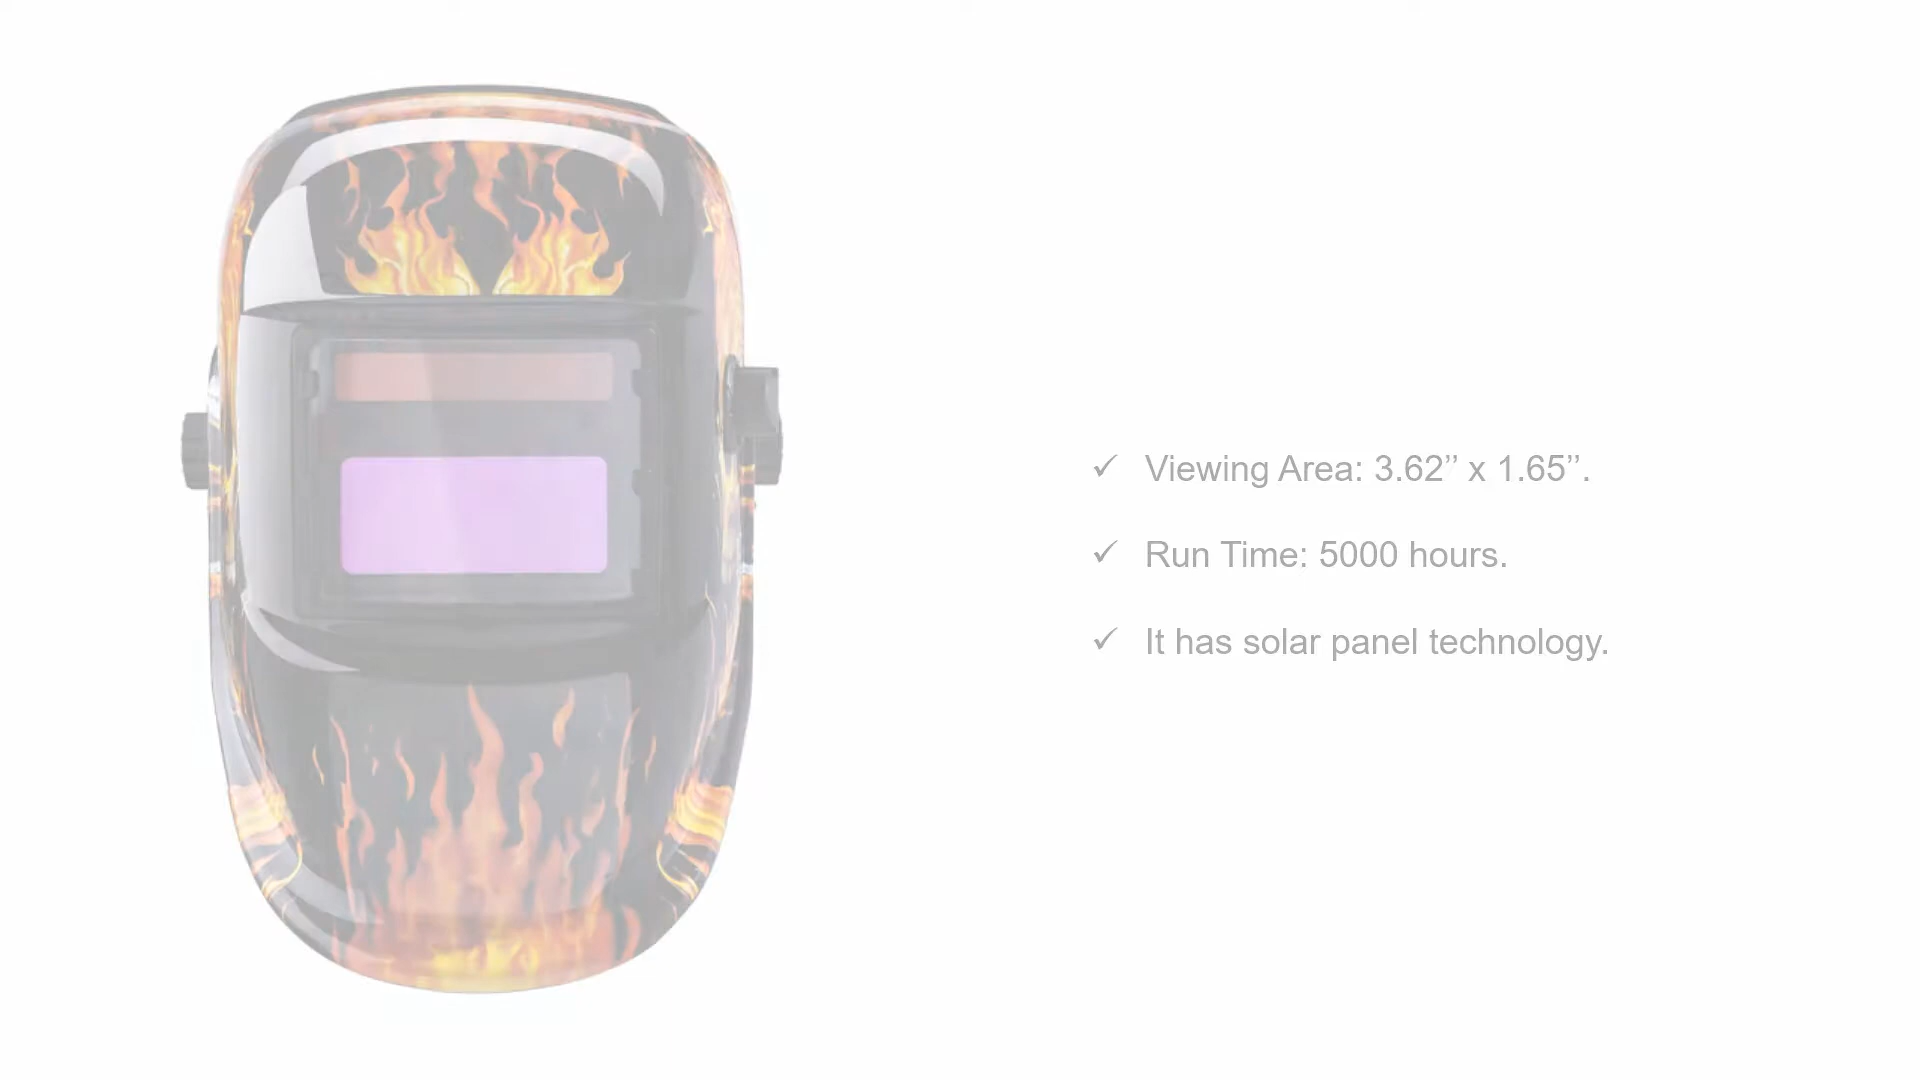 ✓ Viewing Area: 3.62’’ x 1.65’’.
✓ Run Time: 5000 hours.
✓ It has solar panel technology.